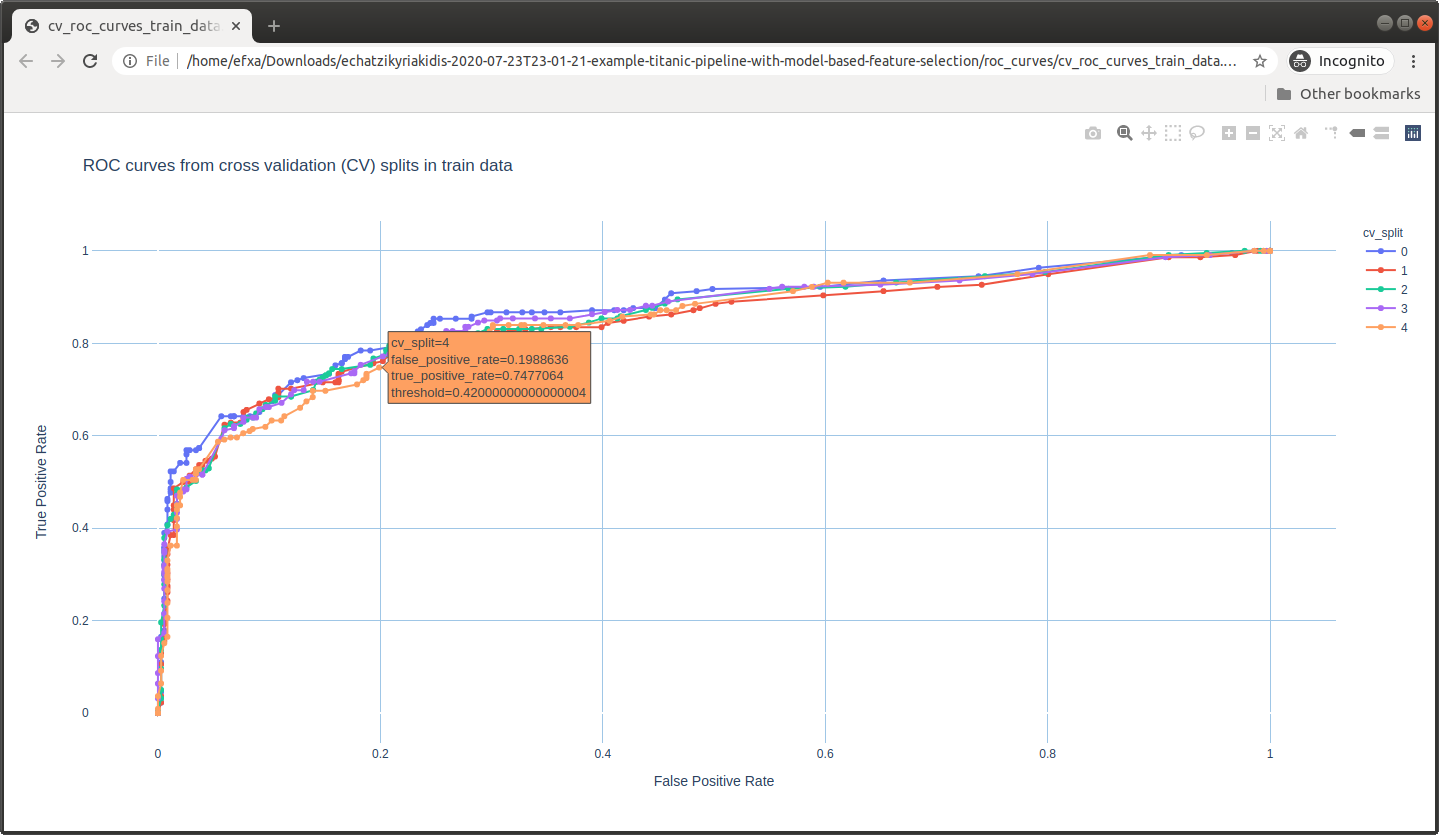 cv_roc_curves_train_data
File
/home/efxa/Downloads/echatzikyriakidis-2020-07-23T23-01-21-example-titanic-pipeline-with-model-based-feature-selection/roc_curves/cv_roc_curves_train_data....
Incognito
Other bookmarks
ROC curves from cross validation (CV) splits in train data
cv_split
0
1
2
3
4
1
0.8
0.6
0.4
0.2
0
True Positive Rate
cv_split=4
false_positive_rate=0.1988636
true_positive_rate=0.7477064
threshold=0.42000000000000004
0
0.2
0.4
0.6
0.8
1
False Positive Rate